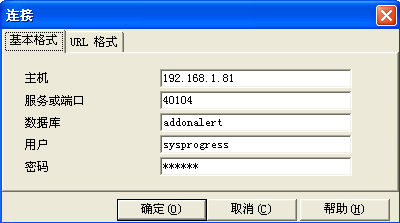 连接
基本格式 URL 格式
主机 192.168.1.81
服务或端口 40104
数据库 addonalert
用户 sysprogress
密码 ******
确定(O) 取消(C) 帮助(H)